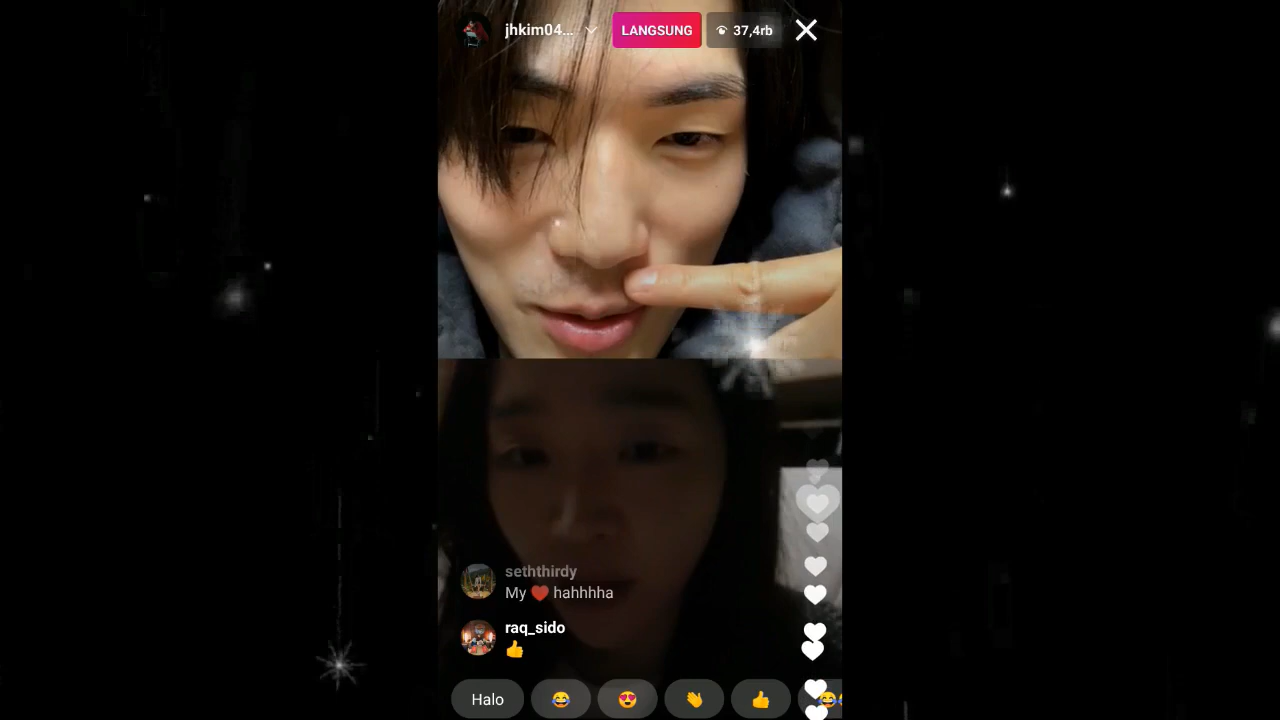 jhkim04...
LANGSUNG
37,4rb
seththirdy
My ❤️ hahhhha
raq_sido
👍
Halo 😂 😍 👏 👍 😂